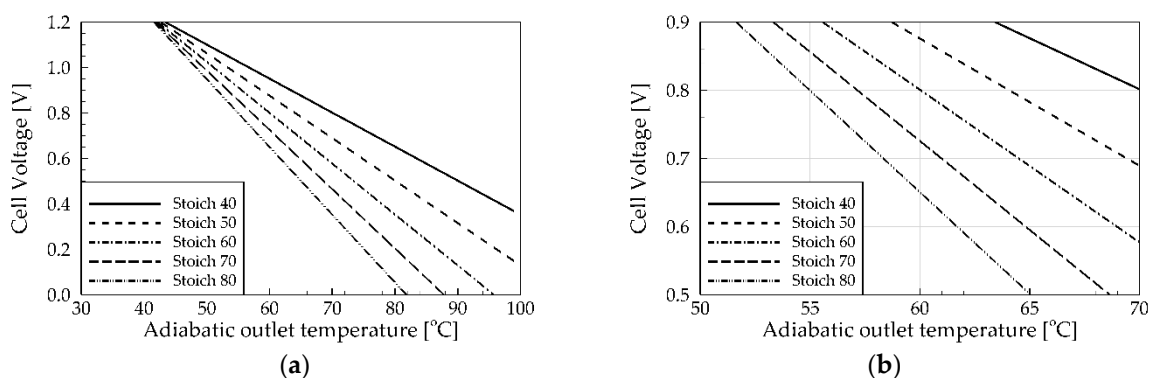 Cell Voltage [V]
1.2
1.0
0.8
0.6
0.4
0.2
0.0
Stoich 40
Stoich 50
Stoich 60
Stoich 70
Stoich 80
30 40 50 60 70 80 90 100
Adiabatic outlet temperature [°C]
(a)
Cell Voltage [V]
0.9
0.8
0.7
0.6
0.5
Stoich 40
Stoich 50
Stoich 60
Stoich 70
Stoich 80
50 55 60 65 70
Adiabatic outlet temperature [°C]
(b)